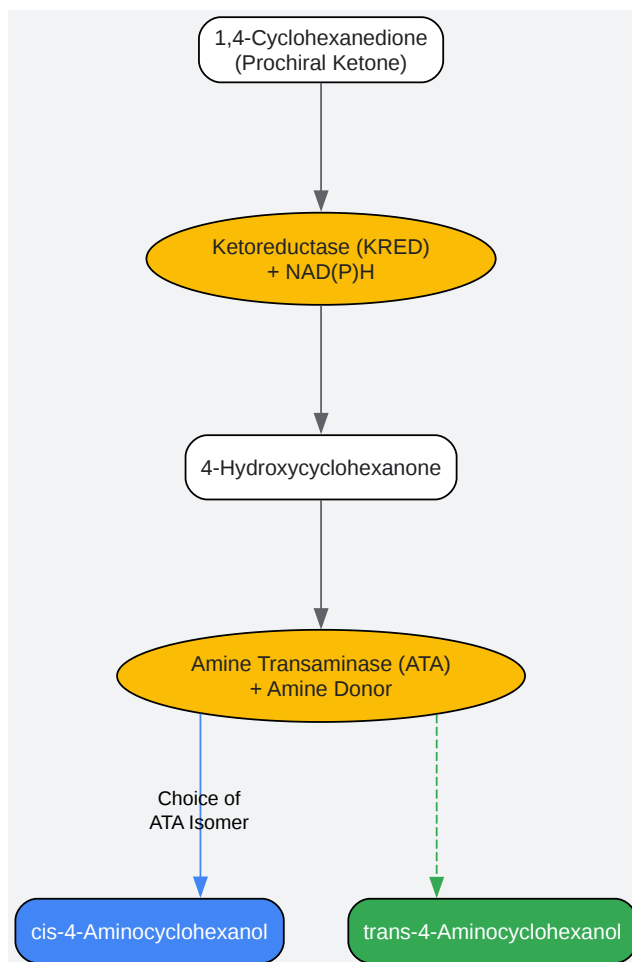 1,4-Cyclohexanedione
(Prochiral Ketone)
Ketoreductase (KRED)
+ NAD(P)H
4-Hydroxycyclohexanone
Amine Transaminase (ATA)
+ Amine Donor
Choice of
ATA Isomer
cis-4-Aminocyclohexanol
trans-4-Aminocyclohexanol